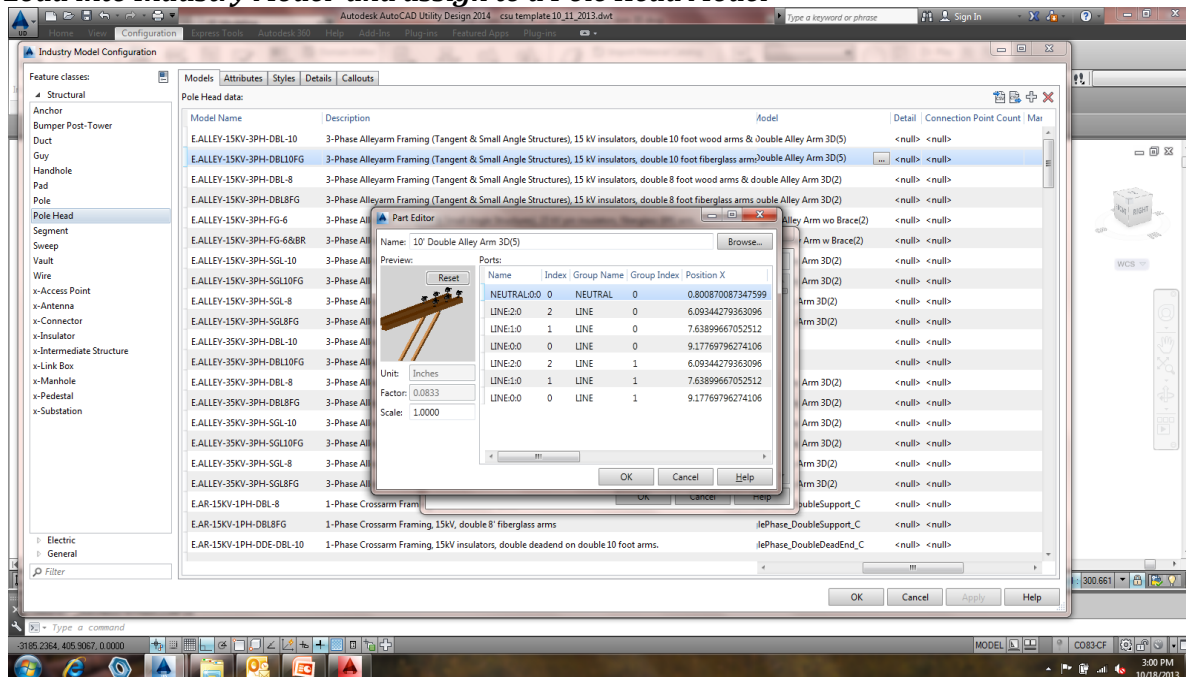 Load into Industry Model and assign to a Pole Head Model
Autodesk AutoCAD Utility Design 2014 csu template 10_11_2013.dwt
Type a keyword or phrase
Sign In
UD
Home View Configuration Express Tools Autodesk 360 Help Add-Ins Plug-ins Featured Apps Plug-ins
Industry Model Configuration
Feature classes:
Structural
Anchor
Bumper Post-Tower
Duct
Guy
Handhole
Pad
Pole
Pole Head
Segment
Sweep
Vault
Wire
x-Access Point
x-Antenna
x-Connector
x-Insulator
x-Intermediate Structure
x-Link Box
x-Manhole
x-Pedestal
x-Substation
Electric
General
Filter
Models Attributes Styles Details Callouts
Pole Head data:
Model Name Description Model Detail Connection Point Count Mar
E.ALLEY-15KV-3PH-DBL-10 3-Phase Alleyarm Framing (Tangent & Small Angle Structures), 15 kV insulators, double 10 foot wood arms & Double Alley Arm 3D(5) <null> <null>
E.ALLEY-15KV-3PH-DBL10FG 3-Phase Alleyarm Framing (Tangent & Small Angle Structures), 15 kV insulators, double 10 foot fiberglass arms Double Alley Arm 3D(5) ... <null> <null>
E.ALLEY-15KV-3PH-DBL-8 3-Phase Alleyarm Framing (Tangent & Small Angle Structures), 15 kV insulators, double 8 foot wood arms & double Alley Arm 3D(2) <null> <null>
E.ALLEY-15KV-3PH-DBL8FG 3-Phase Alleyarm Framing (Tangent & Small Angle Structures), 15 kV insulators, double 8 foot fiberglass arms ouble Alley Arm 3D(2) <null> <null>
E.ALLEY-15KV-3PH-FG-6 3-Phase All Alley Arm wo Brace(2) <null> <null>
E.ALLEY-15KV-3PH-FG-6&BR 3-Phase All Arm w Brace(2) <null> <null>
E.ALLEY-15KV-3PH-SGL-10 3-Phase All Arm 3D(2) <null> <null>
E.ALLEY-15KV-3PH-SGL10FG 3-Phase All Arm 3D(2) <null> <null>
E.ALLEY-15KV-3PH-SGL-8 3-Phase All Arm 3D(2) <null> <null>
E.ALLEY-15KV-3PH-SGL8FG 3-Phase All Arm 3D(2) <null> <null>
E.ALLEY-35KV-3PH-DBL-10 3-Phase All <null> <null>
E.ALLEY-35KV-3PH-DBL10FG 3-Phase All <null> <null>
E.ALLEY-35KV-3PH-DBL-8 3-Phase All Arm 3D(2) <null> <null>
E.ALLEY-35KV-3PH-DBL8FG 3-Phase All Arm 3D(2) <null> <null>
E.ALLEY-35KV-3PH-SGL-10 3-Phase All Arm 3D(2) <null> <null>
E.ALLEY-35KV-3PH-SGL10FG 3-Phase All Arm 3D(2) <null> <null>
E.ALLEY-35KV-3PH-SGL-8 3-Phase All Arm 3D(2) <null> <null>
E.ALLEY-35KV-3PH-SGL8FG 3-Phase All Arm 3D(2) <null> <null>
E.AR-15KV-1PH-DBL-8 1-Phase Crossarm Fram oubleSupport_C <null> <null>
E.AR-15KV-1PH-DBL8FG 1-Phase Crossarm Framing, 15kV, double 8' fiberglass arms lePhase_DoubleSupport_C <null> <null>
E.AR-15KV-1PH-DDE-DBL-10 1-Phase Crossarm Framing, 15kV insulators, double deadend on double 10 foot arms. lePhase_DoubleDeadEnd_C <null> <null>
Part Editor
Name: 10' Double Alley Arm 3D(5) Browse...
Preview: Ports:
Reset
Unit: Inches
Factor: 0.0833
Scale: 1.0000
Name Index Group Name Group Index Position X
NEUTRAL:0:0 0 NEUTRAL 0 0.800870087347599
LINE:2:0 2 LINE 0 6.09344279363096
LINE:1:0 1 LINE 0 7.63899667052512
LINE:0:0 0 LINE 0 9.17769796274106
LINE:2:0 2 LINE 1 6.09344279363096
LINE:1:0 1 LINE 1 7.63899667052512
LINE:0:0 0 LINE 1 9.17769796274106
OK Cancel Help
OK Cancel Help
OK Cancel Apply Help
RIGHT
WCS
300.661
Type a command
-3185.2364, 405.9067, 0.0000
MODEL
CO83-CF
3:00 PM
10/18/2013